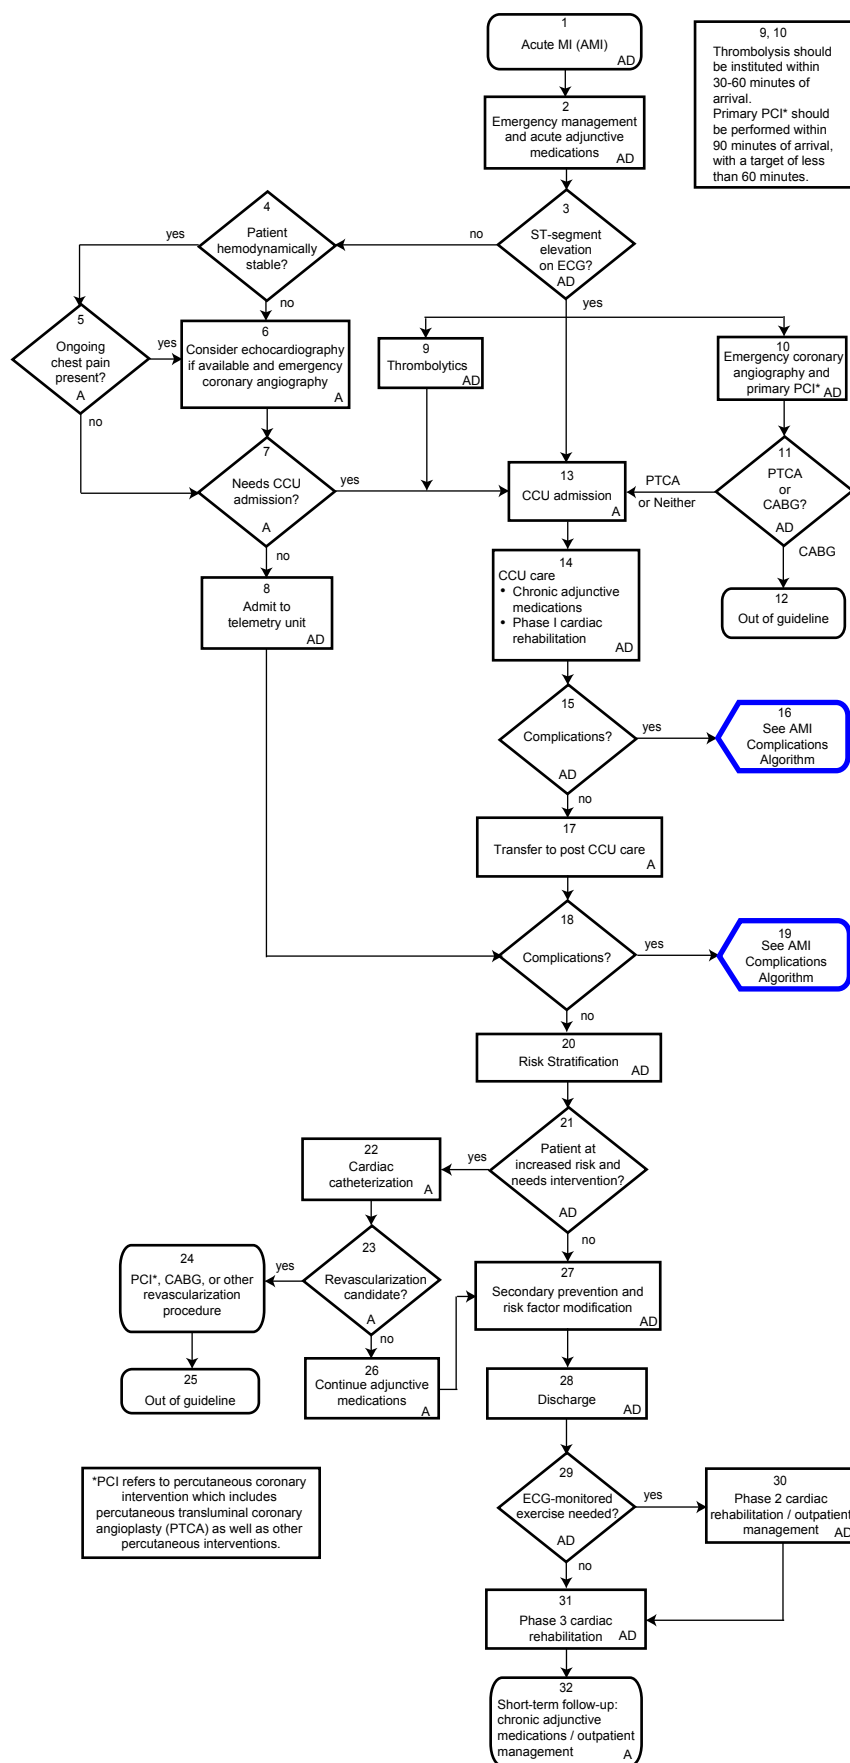 1
Acute MI (AMI)
AD
9, 10
Thrombolysis should
be instituted within
30-60 minutes of
arrival.
Primary PCI* should
be performed within
90 minutes of arrival,
with a target of less
than 60 minutes.
2
Emergency management
and acute adjunctive
medications
AD
3
ST-segment
elevation
on ECG?
AD
no
yes
4
Patient
hemodynamically
stable?
yes
no
5
Ongoing
chest pain
present?
A
yes
no
6
Consider echocardiography
if available and emergency
coronary angiography
A
9
Thrombolytics
AD
10
Emergency coronary
angiography and
primary PCI*
AD
7
Needs CCU
admission?
A
yes
no
13
CCU admission
A
PTCA
or Neither
11
PTCA
or
CABG?
AD
CABG
8
Admit to
telemetry unit
AD
14
CCU care
• Chronic adjunctive
medications
• Phase I cardiac
rehabilitation
AD
12
Out of guideline
15
Complications?
AD
yes
no
16
See AMI
Complications
Algorithm
17
Transfer to post CCU care
A
18
Complications?
yes
no
19
See AMI
Complications
Algorithm
20
Risk Stratification
AD
21
Patient at
increased risk and
needs intervention?
AD
yes
no
22
Cardiac
catheterization
A
23
Revascularization
candidate?
A
yes
no
24
PCI*, CABG, or other
revascularization
procedure
25
Out of guideline
26
Continue adjunctive
medications
A
27
Secondary prevention and
risk factor modification
AD
28
Discharge
AD
29
ECG-monitored
exercise needed?
AD
yes
no
30
Phase 2 cardiac
rehabilitation / outpatient
management
AD
*PCI refers to percutaneous coronary
intervention which includes
percutaneous transluminal coronary
angioplasty (PTCA) as well as other
percutaneous interventions.
31
Phase 3 cardiac
rehabilitation
AD
32
Short-term follow-up:
chronic adjunctive
medications / outpatient
management
A